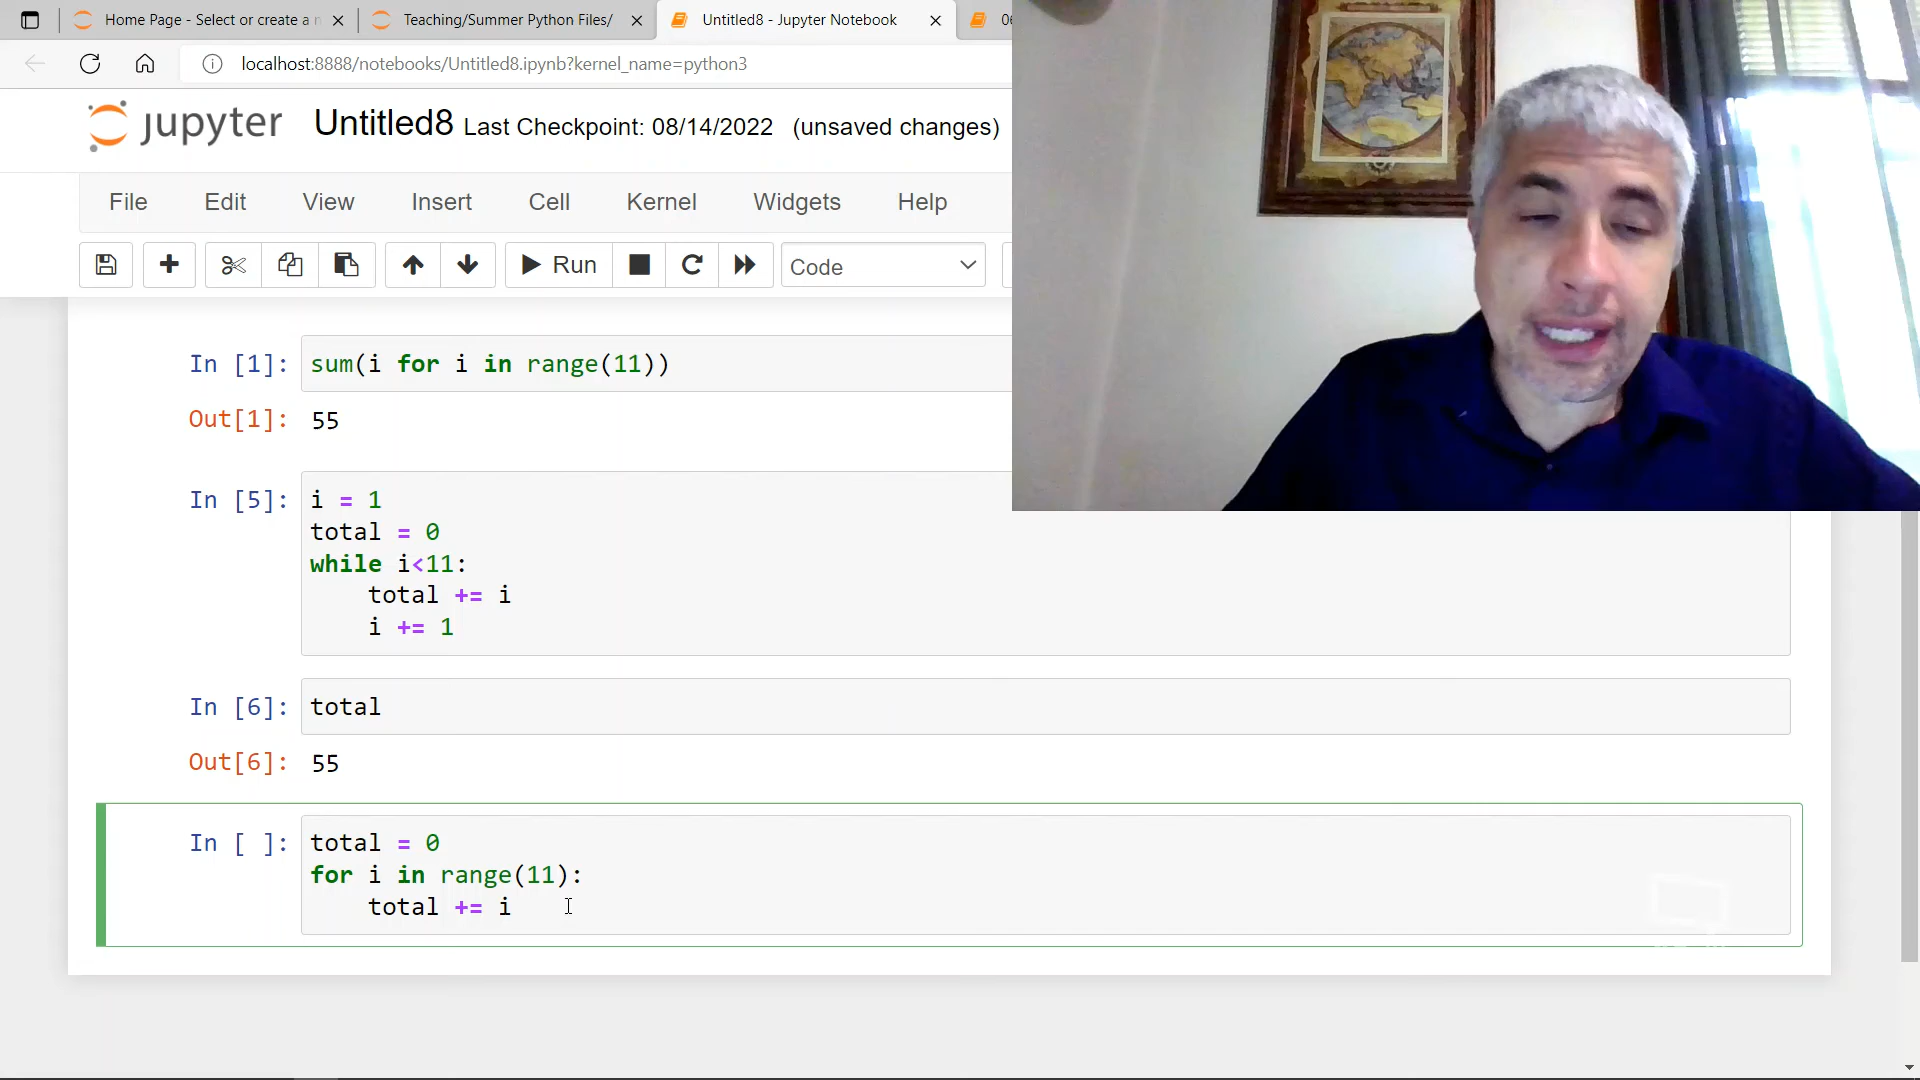 Home Page - Select or create a n
Teaching/Summer Python Files/
Untitled8 - Jupyter Notebook
localhost:8888/notebooks/Untitled8.ipynb?kernel_name=python3
jupyter Untitled8 Last Checkpoint: 08/14/2022 (unsaved changes)
File Edit View Insert Cell Kernel Widgets Help
Run Code
In [1]: sum(i for i in range(11))
Out[1]: 55
In [5]: i = 1
total = 0
while i<11:
    total += i
    i += 1
In [6]: total
Out[6]: 55
In [ ]: total = 0
for i in range(11):
    total += i